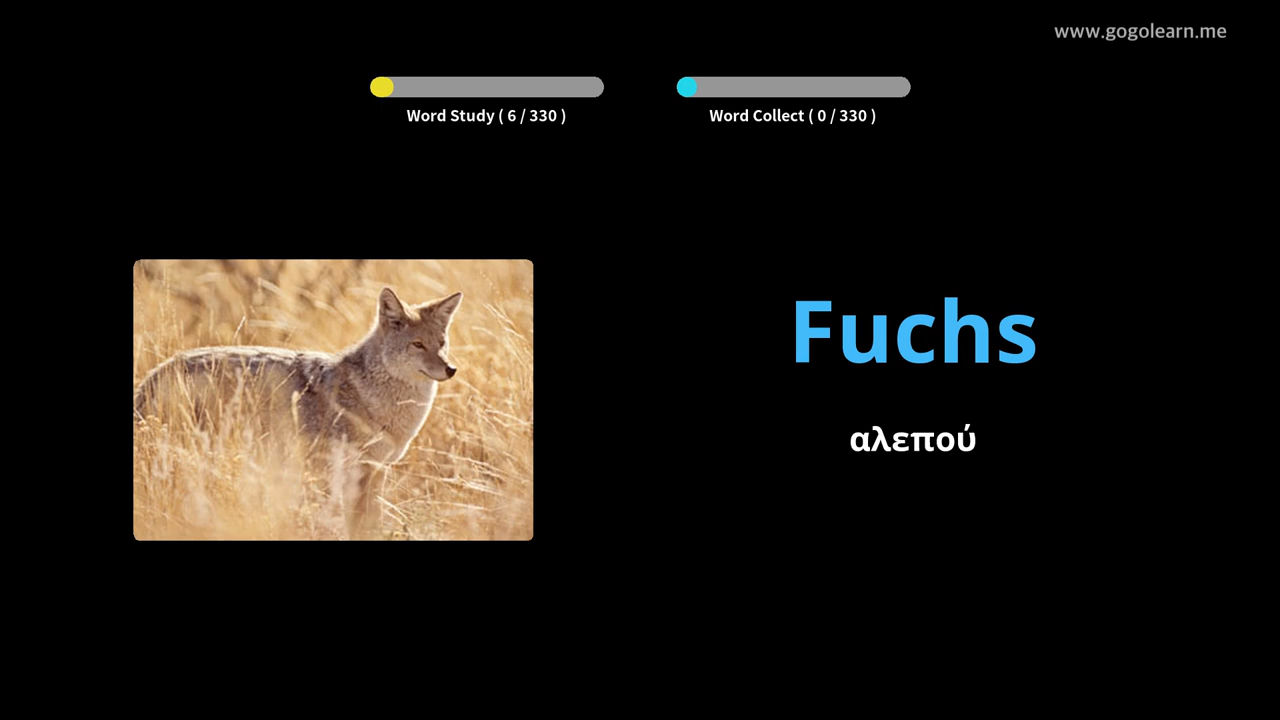 www.gogolearn.me
Word Study ( 6 / 330 )
Word Collect ( 0 / 330 )
Fuchs
αλεπού